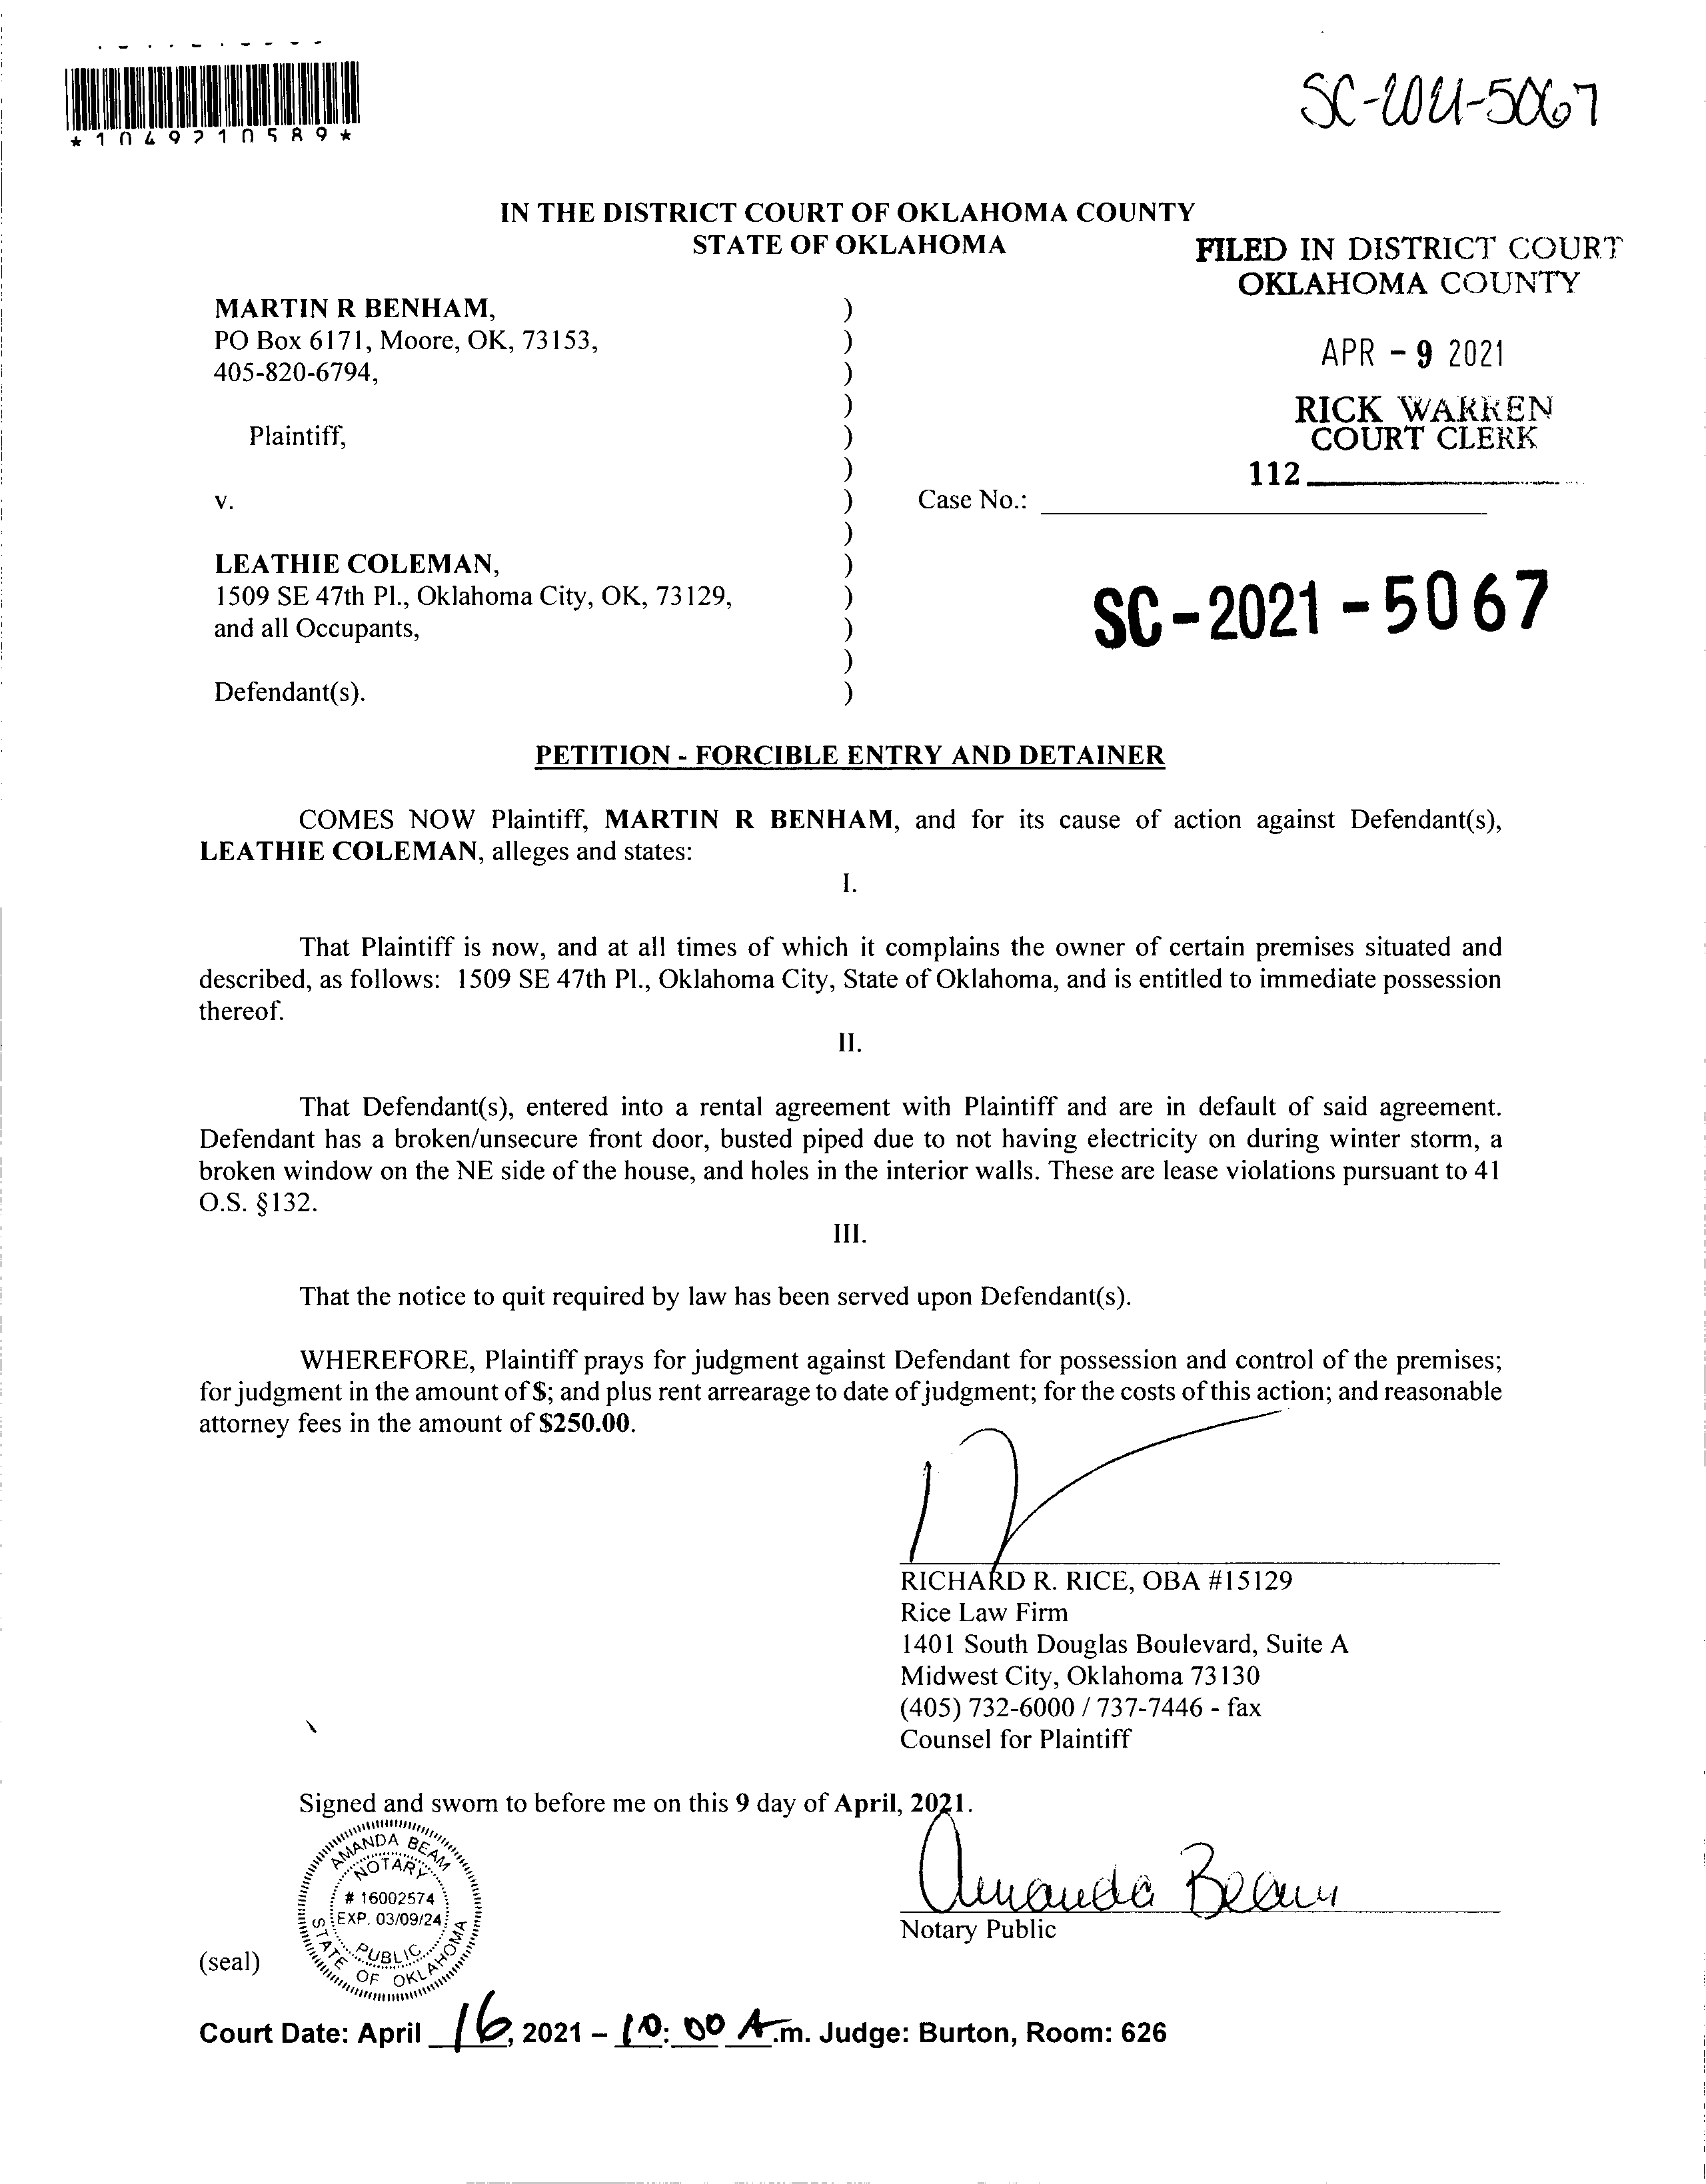 *1049210589*
SC-2021-5067
IN THE DISTRICT COURT OF OKLAHOMA COUNTY
STATE OF OKLAHOMA
FILED IN DISTRICT COURT
OKLAHOMA COUNTY
MARTIN R BENHAM, )
PO Box 6171, Moore, OK, 73153, )
APR - 9 2021
405-820-6794, )
)
RICK WARREN
Plaintiff, )
COURT CLERK
)
112
v. ) Case No.:
)
LEATHIE COLEMAN, )
1509 SE 47th Pl., Oklahoma City, OK, 73129, )
SC-2021-5067
and all Occupants, )
)
Defendant(s). )
PETITION - FORCIBLE ENTRY AND DETAINER
COMES NOW Plaintiff, MARTIN R BENHAM, and for its cause of action against Defendant(s),
LEATHIE COLEMAN, alleges and states:
I.
That Plaintiff is now, and at all times of which it complains the owner of certain premises situated and
described, as follows: 1509 SE 47th Pl., Oklahoma City, State of Oklahoma, and is entitled to immediate possession
thereof.
II.
That Defendant(s), entered into a rental agreement with Plaintiff and are in default of said agreement.
Defendant has a broken/unsecure front door, busted piped due to not having electricity on during winter storm, a
broken window on the NE side of the house, and holes in the interior walls. These are lease violations pursuant to 41
O.S. §132.
III.
That the notice to quit required by law has been served upon Defendant(s).
WHEREFORE, Plaintiff prays for judgment against Defendant for possession and control of the premises;
for judgment in the amount of $; and plus rent arrearage to date of judgment; for the costs of this action; and reasonable
attorney fees in the amount of $250.00.
RICHARD R. RICE, OBA #15129
Rice Law Firm
1401 South Douglas Boulevard, Suite A
Midwest City, Oklahoma 73130
(405) 732-6000 / 737-7446 - fax
Counsel for Plaintiff
Signed and sworn to before me on this 9 day of April, 2021.
AMANDA BEAM
NOTARY
# 16002574
EXP. 03/09/24
PUBLIC
STATE OF OKLAHOMA
Amanda Beam
Notary Public
(seal)
Court Date: April 16, 2021 – 10:00 A.m. Judge: Burton, Room: 626